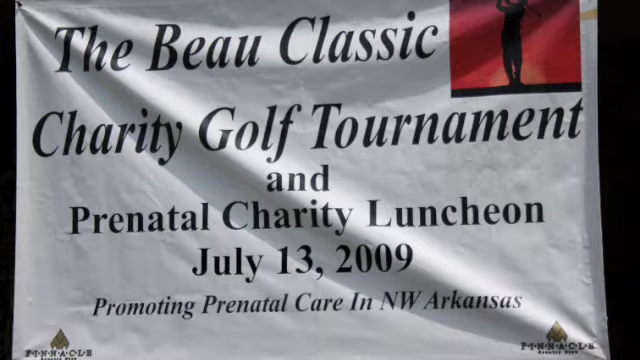 The Beau Classic
Charity Golf Tournament
and
Prenatal Charity Luncheon
July 13, 2009
Promoting Prenatal Care In NW Arkansas
PINNACLE
PINNACLE